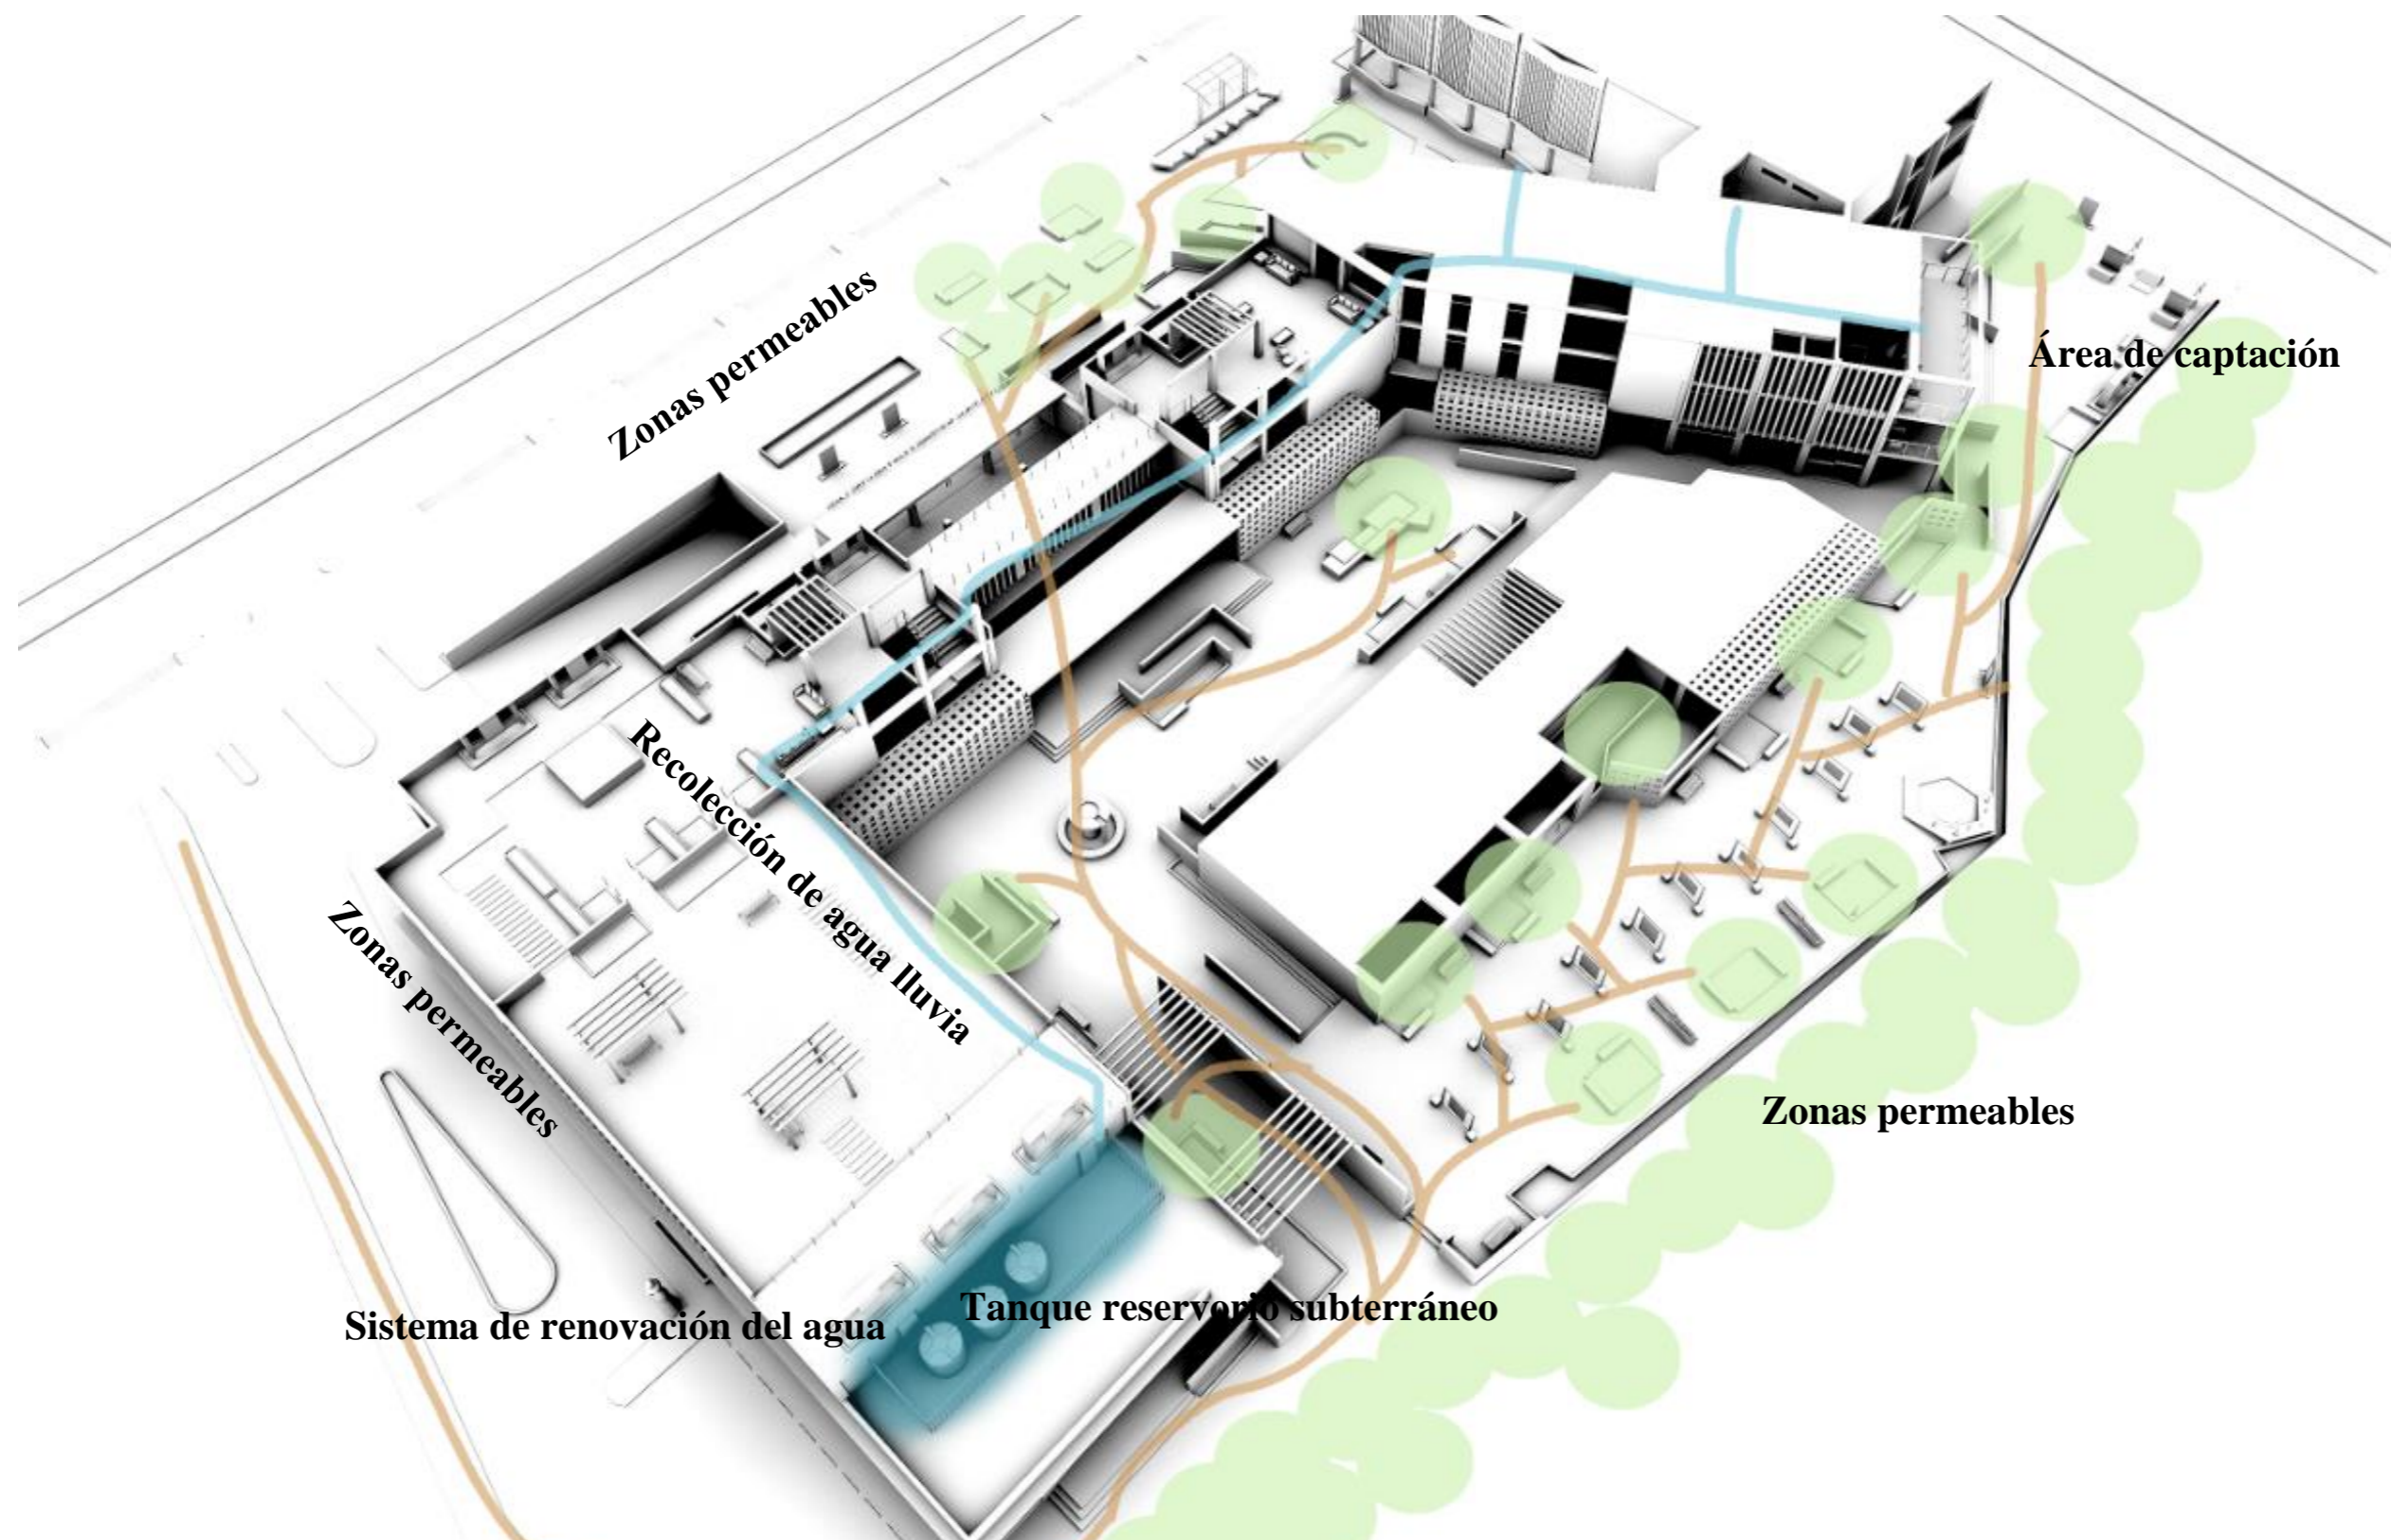 Zonas permeables
Área de captación
Recolección de agua lluvia
Zonas permeables
Zonas permeables
Sistema de renovación del agua
Tanque reservorio subterráneo